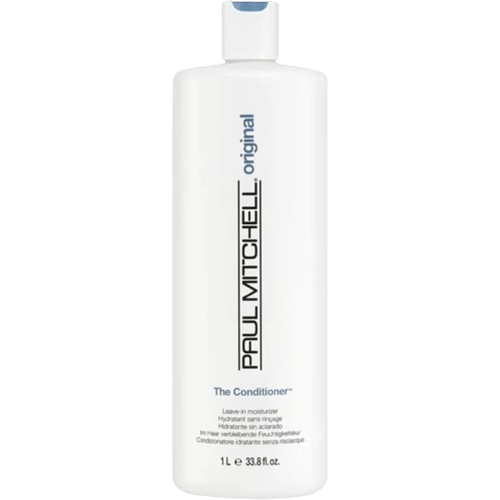 PAUL MITCHELL® original
The Conditioner™
Leave-in moisturizer
Hydratant sans rinçage
Hidratante sin aclarado
Im Haar verbleibende Feuchtigkeitskur
Condizionatore idratante senza risciacquo
1 L ℮ 33.8 fl. oz.